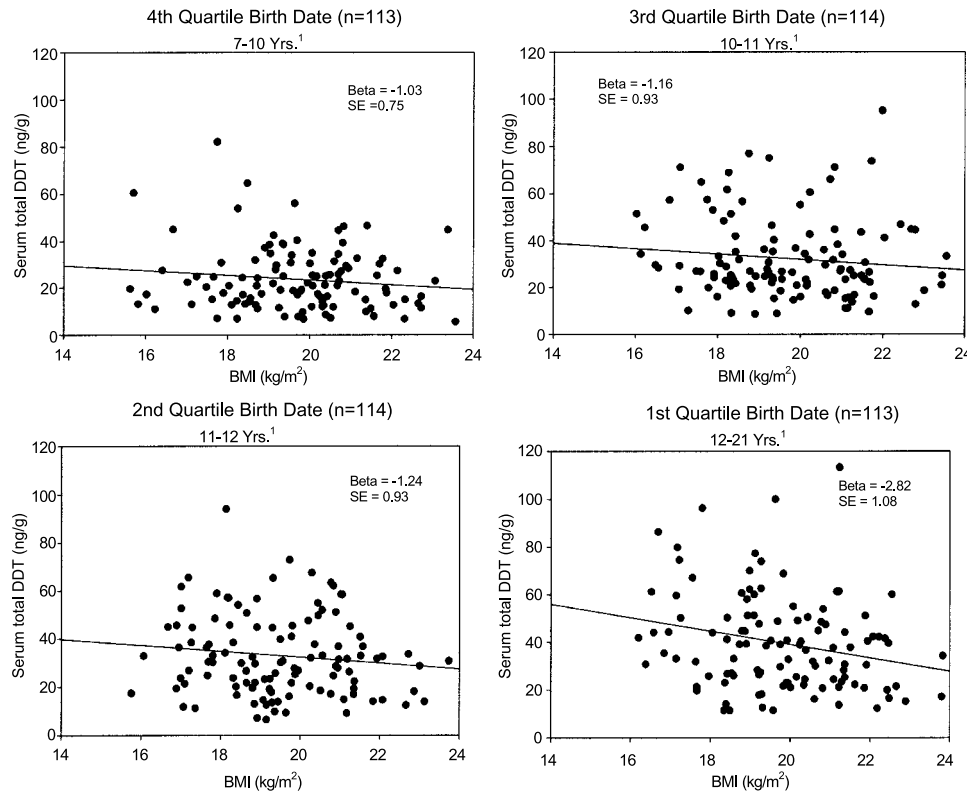 4th Quartile Birth Date (n=113)
7-10 Yrs.¹
Beta = -1.03
SE =0.75
Serum total DDT (ng/g)
120
100
80
60
40
20
0
14 16 18 20 22 24
BMI (kg/m²)
3rd Quartile Birth Date (n=114)
10-11 Yrs.¹
Beta = -1.16
SE = 0.93
Serum total DDT (ng/g)
120
100
80
60
40
20
0
14 16 18 20 22 24
BMI (kg/m²)
2nd Quartile Birth Date (n=114)
11-12 Yrs.¹
Beta = -1.24
SE = 0.93
Serum total DDT (ng/g)
120
100
80
60
40
20
0
14 16 18 20 22 24
BMI (kg/m²)
1st Quartile Birth Date (n=113)
12-21 Yrs.¹
Beta = -2.82
SE = 1.08
Serum total DDT (ng/g)
120
100
80
60
40
20
0
14 16 18 20 22 24
BMI (kg/m²)